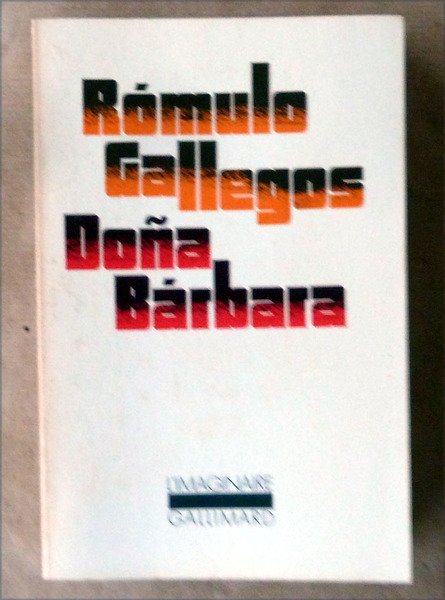 Rómulo
Gallegos
Doña
Bárbara
L'IMAGINAIRE
GALLIMARD